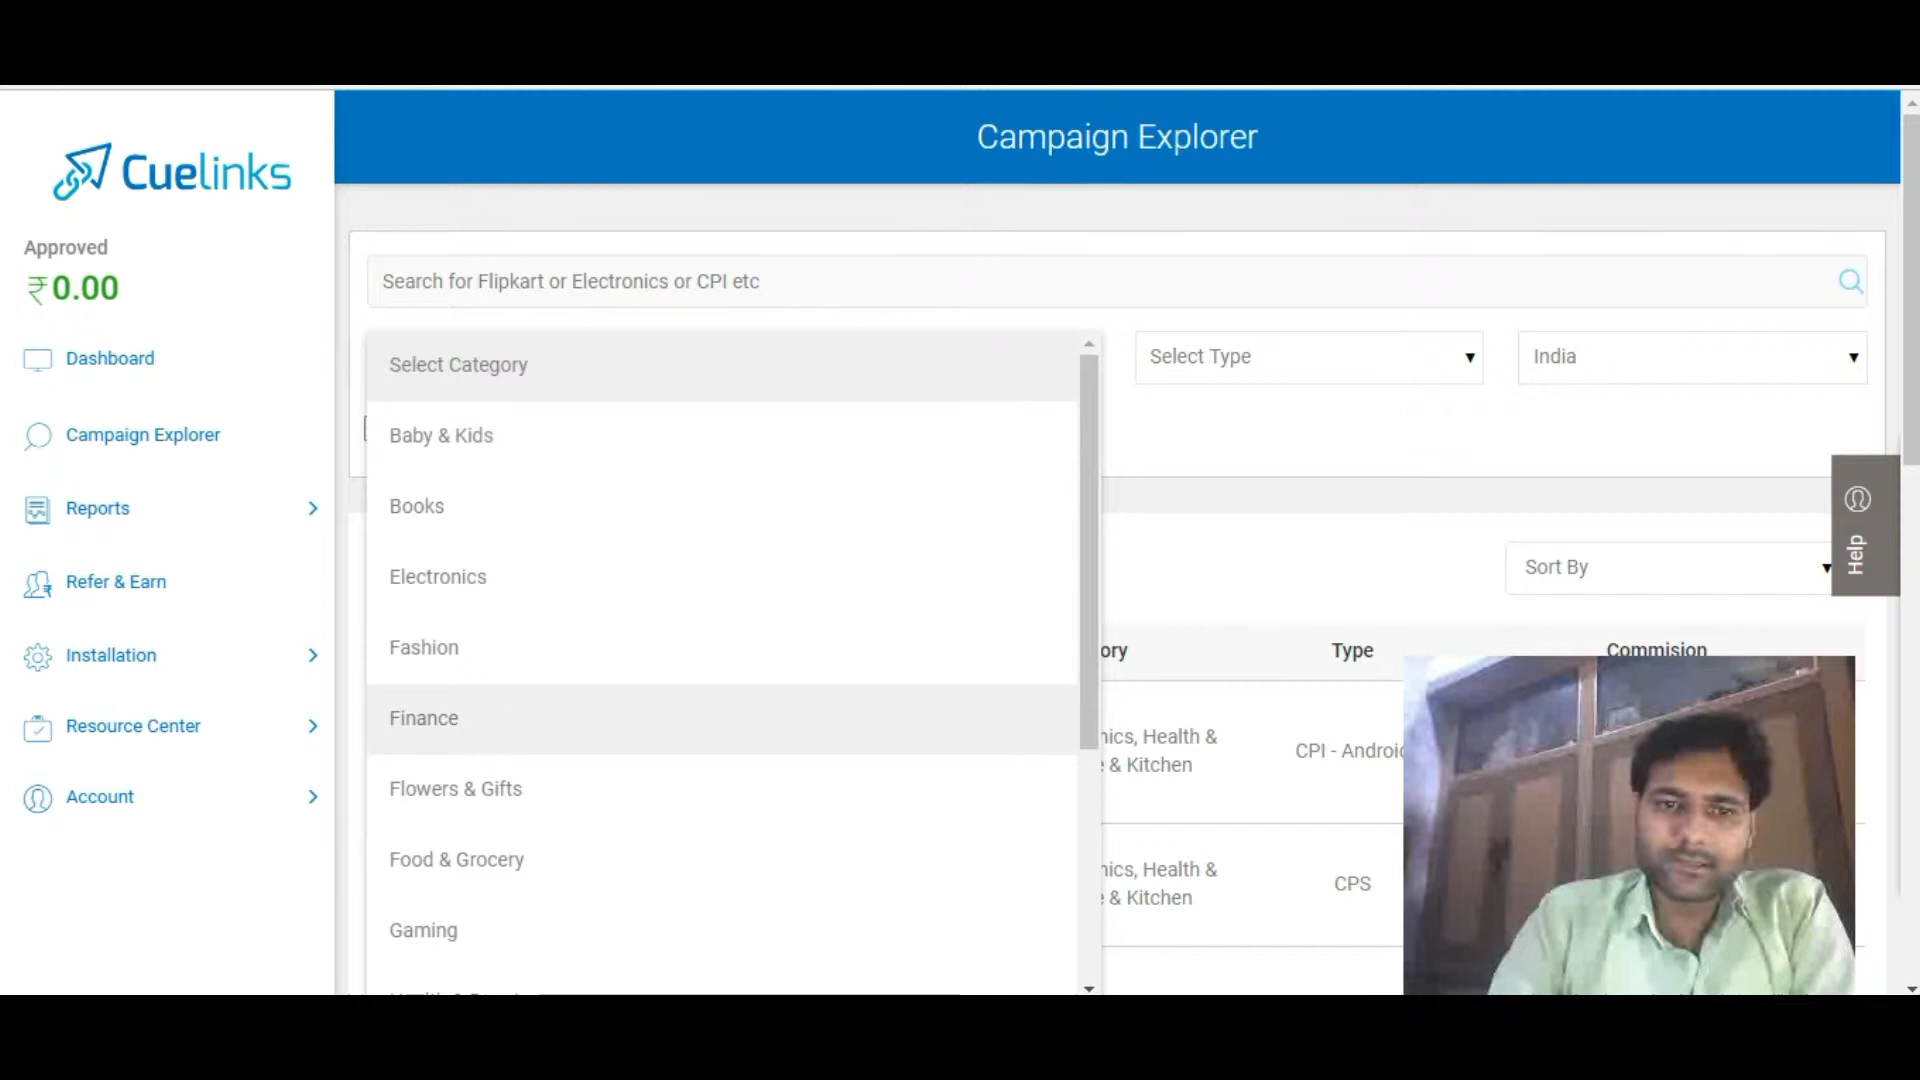 Campaign Explorer
Cuelinks
Approved
₹0.00
Dashboard
Campaign Explorer
Reports
Refer & Earn
Installation
Resource Center
Account
Search for Flipkart or Electronics or CPI etc
Select Category
Select Type
India
Baby & Kids
Books
Electronics
Fashion
Finance
Flowers & Gifts
Food & Grocery
Gaming
Help
Sort By
ory
Type
Commision
nics, Health &
e & Kitchen
CPI - Android
nics, Health &
e & Kitchen
CPS